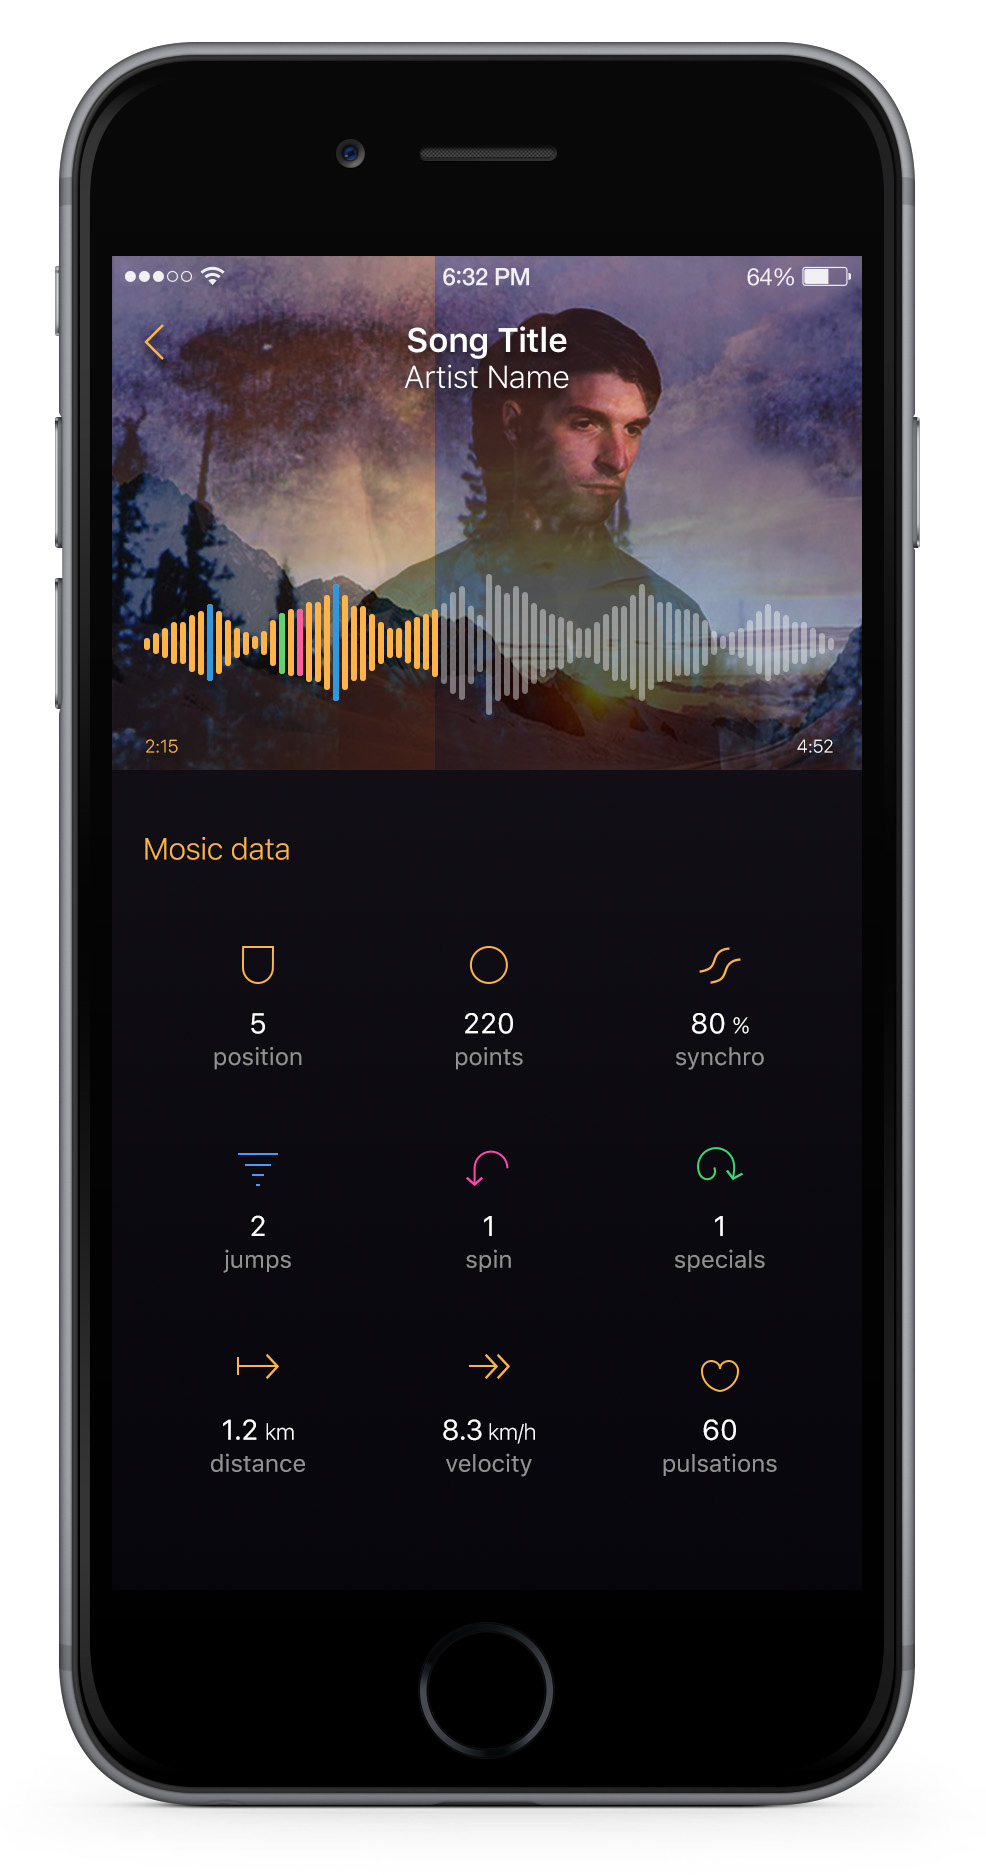 6:32 PM
64%
Song Title
Artist Name
2:15
4:52
Mosic data
5
220
80 %
position
points
synchro
2
1
1
jumps
spin
specials
1.2 km
8.3 km/h
60
distance
velocity
pulsations